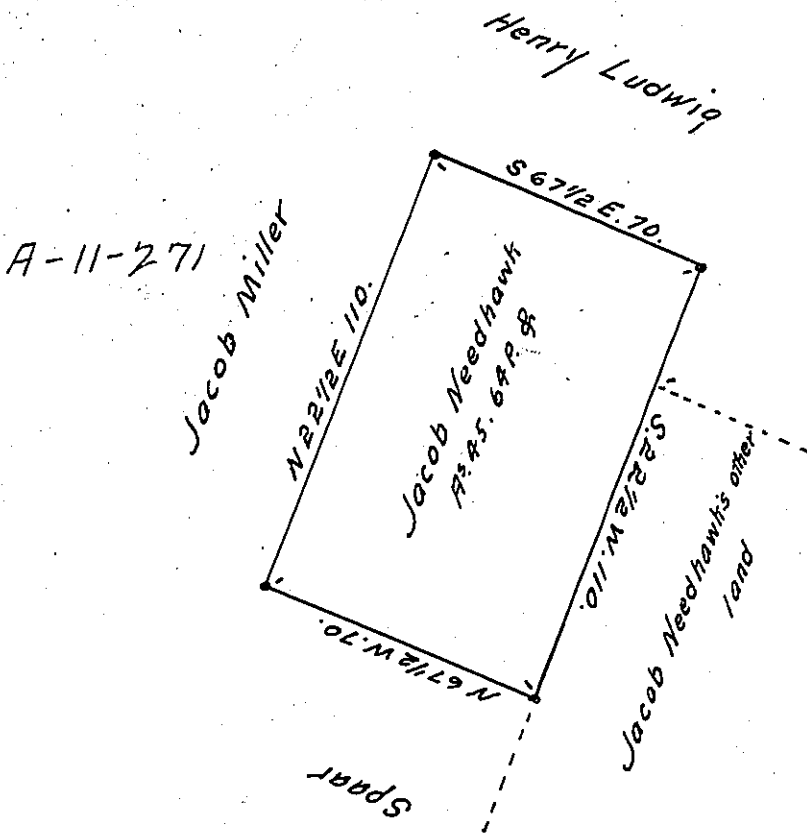 Henry Ludwig
S 67 1/2 E. 70.
A-11-271
Jacob Miller
N 22 1/2 E 110.
Jacob Needhawk
As. 45. 64 P. &
S. 22 1/2 W. 110.
Jacob Needhawk's other
land
N 67 1/2 W. 70.
Spaar